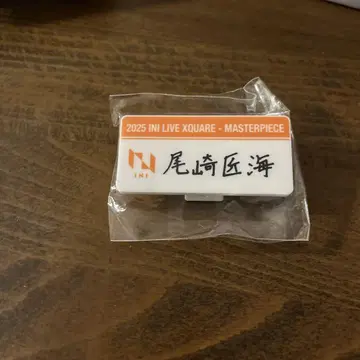 2025 INI LIVE XQUARE - MASTERPIECE
尾崎匠海
INI